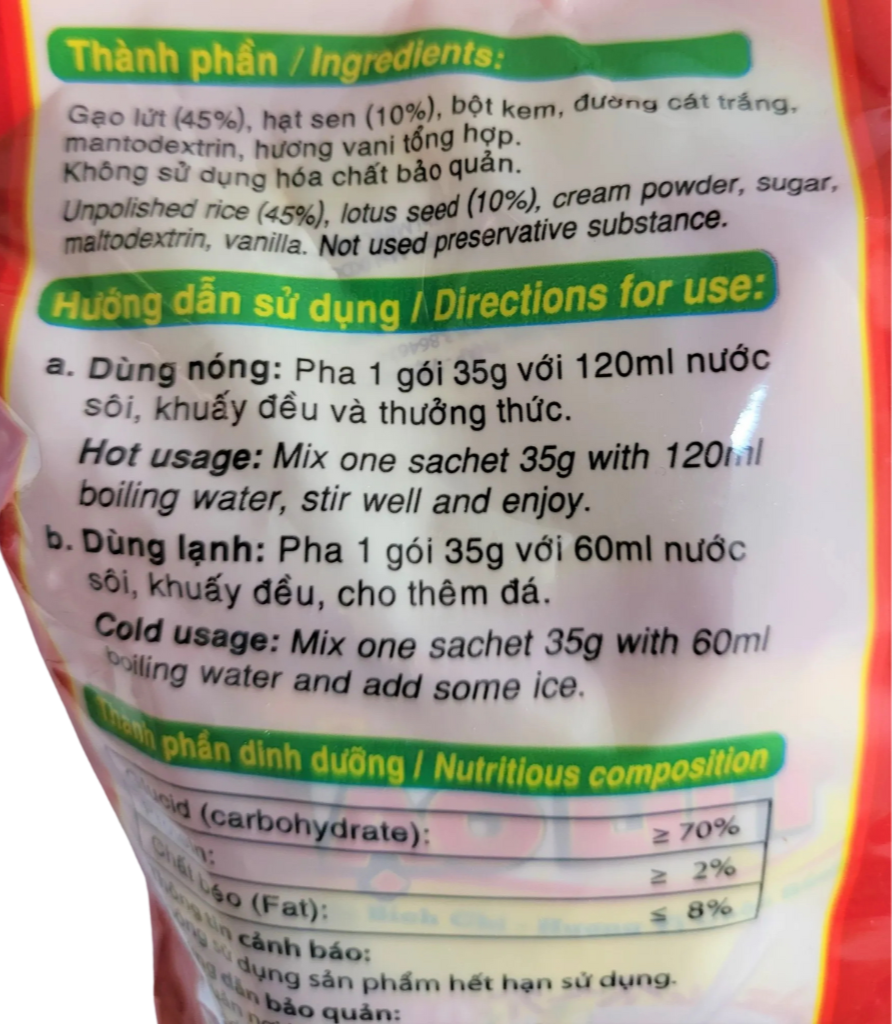 Thành phần / Ingredients:
Gạo lứt (45%), hạt sen (10%), bột kem, đường cát trắng,
mantodextrin, hương vani tổng hợp.
Không sử dụng hóa chất bảo quản.
Unpolished rice (45%), lotus seed (10%), cream powder, sugar,
maltodextrin, vanilla. Not used preservative substance.
Hướng dẫn sử dụng / Directions for use:
a. Dùng nóng: Pha 1 gói 35g với 120ml nước
sôi, khuấy đều và thưởng thức.
Hot usage: Mix one sachet 35g with 120ml
boiling water, stir well and enjoy.
b. Dùng lạnh: Pha 1 gói 35g với 60ml nước
sôi, khuấy đều, cho thêm đá.
Cold usage: Mix one sachet 35g with 60ml
boiling water and add some ice.
Thành phần dinh dưỡng / Nutritious composition
(carbohydrate): ≥ 70%
≥ 2%
Chất béo (Fat): ≤ 8%
cảnh báo:
dụng sản phẩm hết hạn sử dụng.
dẫn bảo quản: